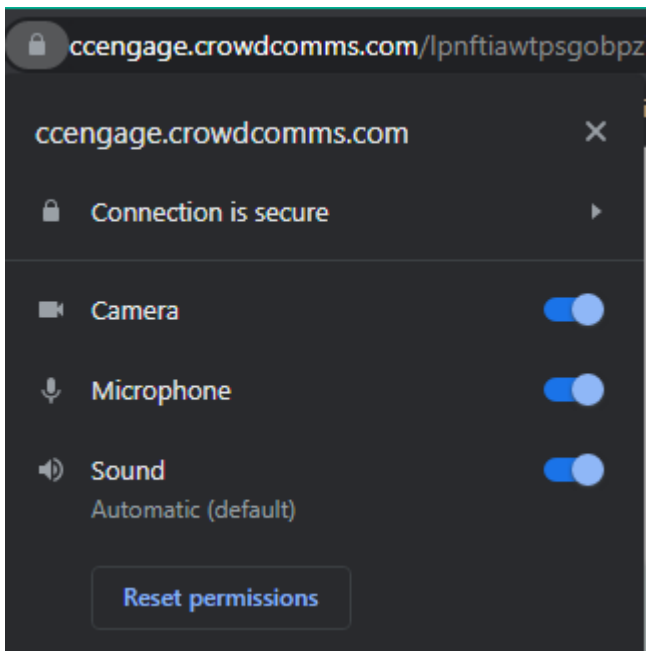 ccengage.crowdcomms.com/lpnftiawtpsgobpz
ccengage.crowdcomms.com
Connection is secure
Camera
Microphone
Sound
Automatic (default)
Reset permissions